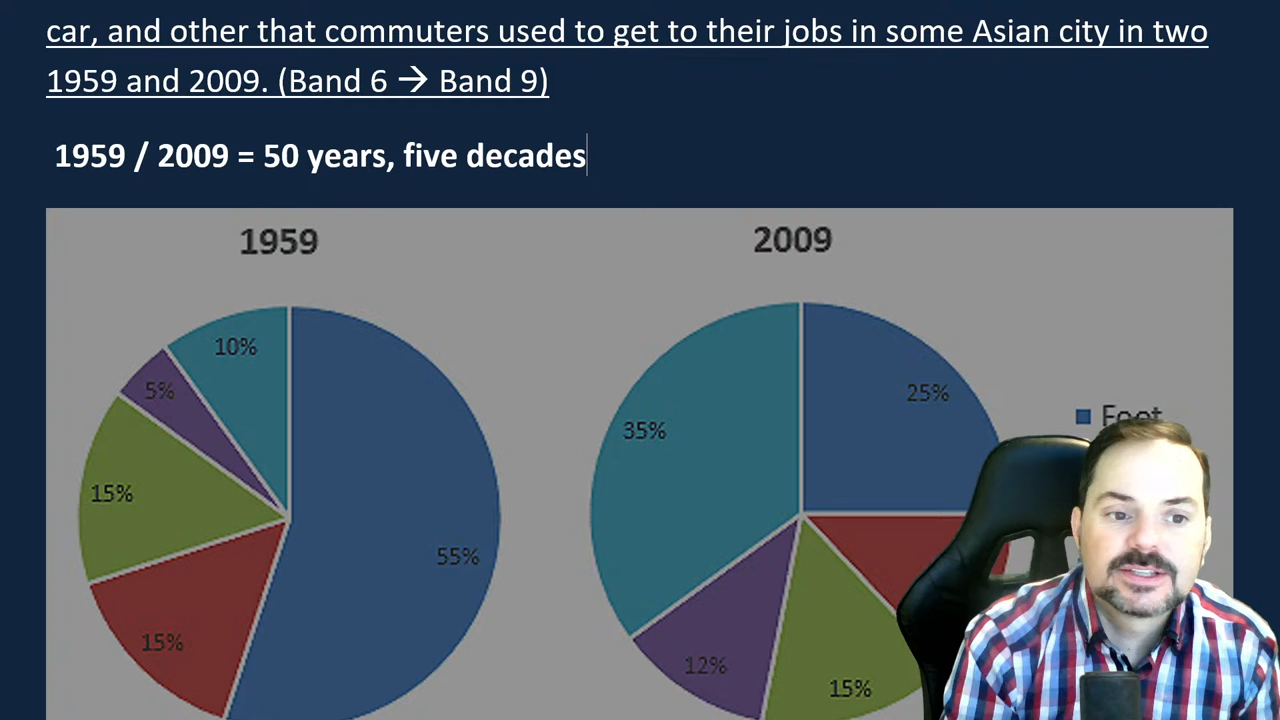 car, and other that commuters used to get to their jobs in some Asian city in two
1959 and 2009. (Band 6 → Band 9)
1959 / 2009 = 50 years, five decades
1959
2009
10%
5%
15%
15%
55%
35%
25%
12%
15%
Foot